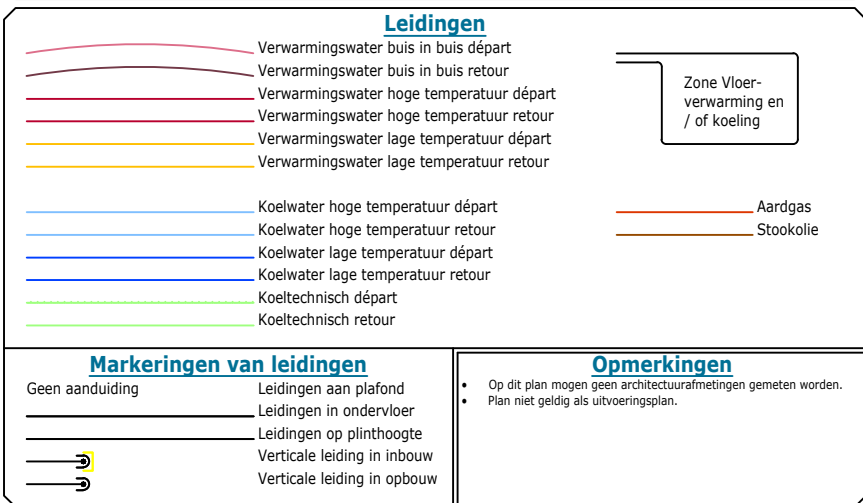 Leidingen
Verwarmingswater buis in buis départ
Verwarmingswater buis in buis retour
Verwarmingswater hoge temperatuur départ
Verwarmingswater hoge temperatuur retour
Verwarmingswater lage temperatuur départ
Verwarmingswater lage temperatuur retour
Zone Vloer-
verwarming en
/ of koeling
Koelwater hoge temperatuur départ
Koelwater hoge temperatuur retour
Koelwater lage temperatuur départ
Koelwater lage temperatuur retour
Koeltechnisch départ
Koeltechnisch retour
Aardgas
Stookolie
Markeringen van leidingen
Geen aanduiding
Leidingen aan plafond
Leidingen in ondervloer
Leidingen op plinthoogte
Verticale leiding in inbouw
Verticale leiding in opbouw
Opmerkingen
• Op dit plan mogen geen architectuurafmetingen gemeten worden.
• Plan niet geldig als uitvoeringsplan.